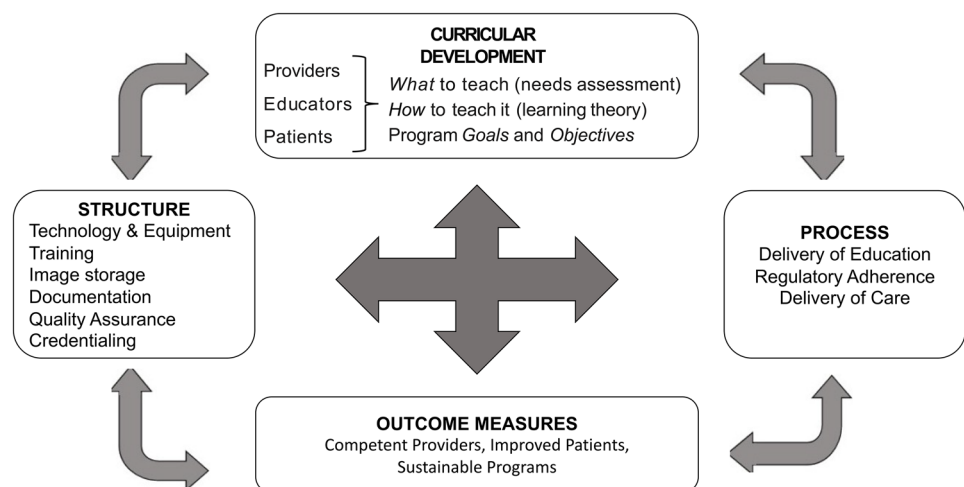 CURRICULAR
DEVELOPMENT
Providers
Educators
Patients
What to teach (needs assessment)
How to teach it (learning theory)
Program Goals and Objectives
STRUCTURE
Technology & Equipment
Training
Image storage
Documentation
Quality Assurance
Credentialing
PROCESS
Delivery of Education
Regulatory Adherence
Delivery of Care
OUTCOME MEASURES
Competent Providers, Improved Patients,
Sustainable Programs